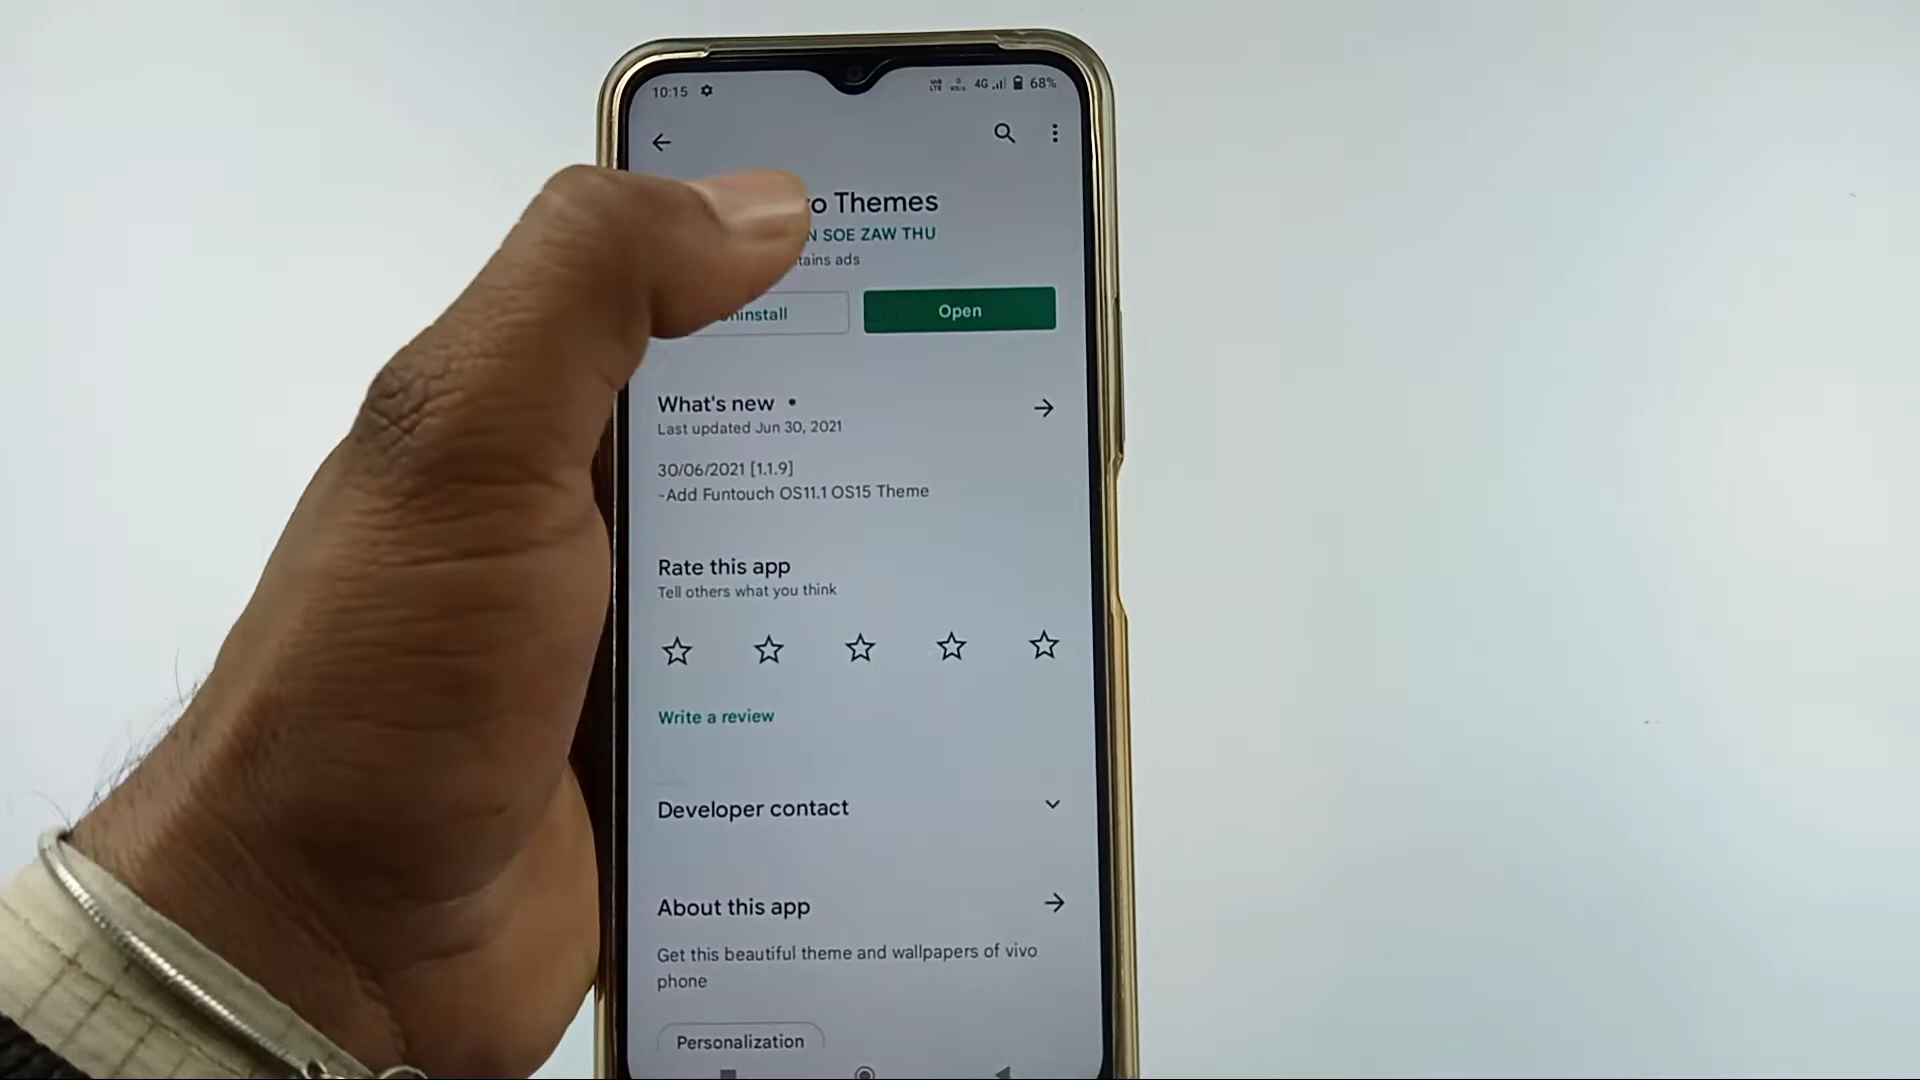 10:15 4G 68%
Themes
SOE ZAW THU
ads
Open
What's new •
Last updated Jun 30, 2021
30/06/2021 [1.1.9]
-Add Funtouch OS11.1 OS15 Theme
Rate this app
Tell others what you think
Write a review
Developer contact
About this app
Get this beautiful theme and wallpapers of vivo
phone
Personalization